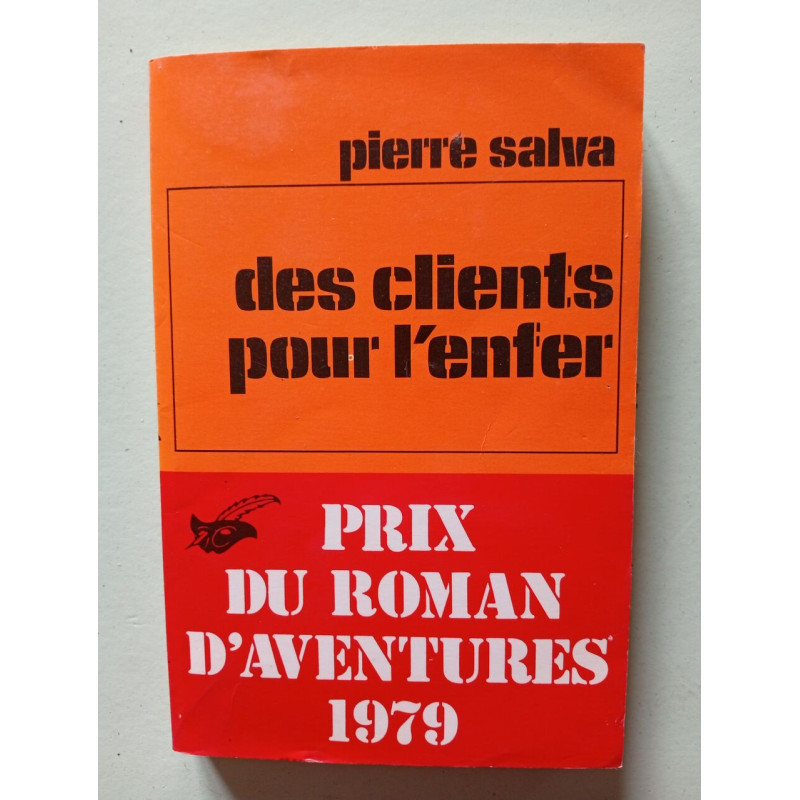 pierre salva
des clients
pour l'enfer
PRIX
DU ROMAN
D'AVENTURES
1979